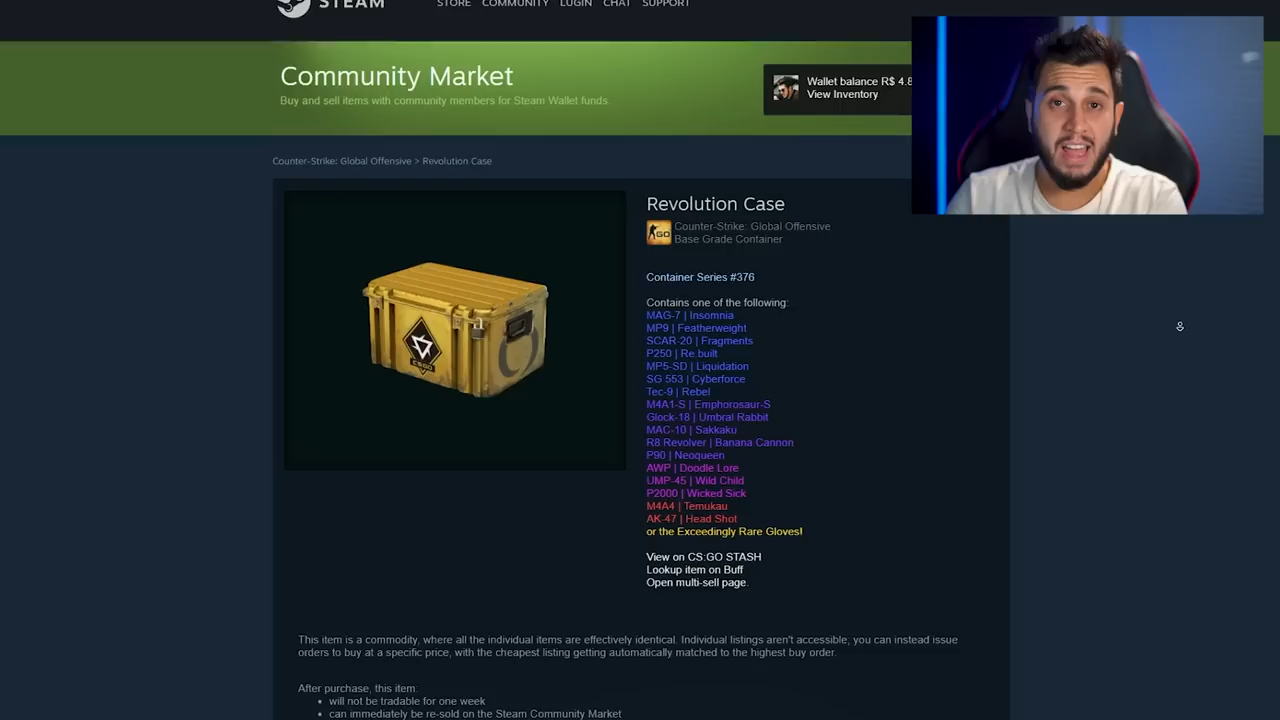 STEAM
STORE COMMUNITY LOGIN CHAT SUPPORT
Community Market
Buy and sell items with community members for Steam Wallet funds.
Wallet balance R$ 4.8
View Inventory
Counter-Strike: Global Offensive > Revolution Case
Revolution Case
GO
Counter-Strike: Global Offensive
Base Grade Container
Container Series #376
Contains one of the following:
MAG-7 | Insomnia
MP9 | Featherweight
SCAR-20 | Fragments
P250 | Re.built
MP5-SD | Liquidation
SG 553 | Cyberforce
Tec-9 | Rebel
M4A1-S | Emphorosaur-S
Glock-18 | Umbral Rabbit
MAC-10 | Sakkaku
R8 Revolver | Banana Cannon
P90 | Neoqueen
AWP | Doodle Lore
UMP-45 | Wild Child
P2000 | Wicked Sick
M4A4 | Temukau
AK-47 | Head Shot
or the Exceedingly Rare Gloves!
View on CS:GO STASH
Lookup item on Buff
Open multi-sell page.
CS:GO
This item is a commodity, where all the individual items are effectively identical. Individual listings aren't accessible; you can instead issue
orders to buy at a specific price, with the cheapest listing getting automatically matched to the highest buy order.
After purchase, this item:
• will not be tradable for one week
• can immediately be re-sold on the Steam Community Market